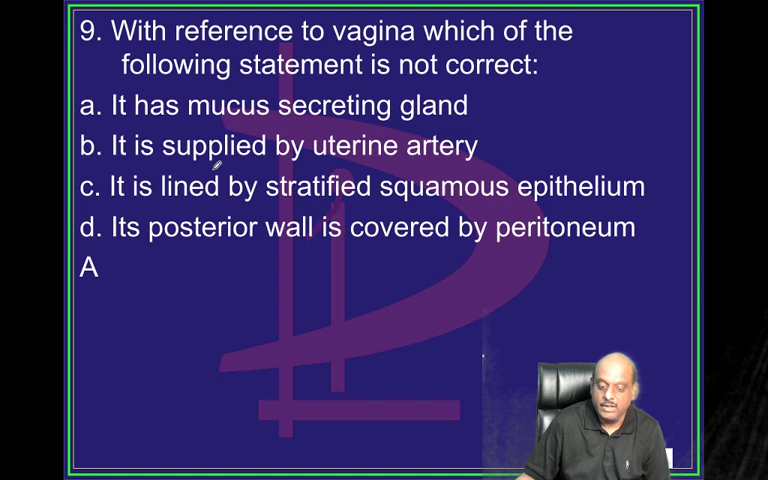 9. With reference to vagina which of the
following statement is not correct:
a. It has mucus secreting gland
b. It is supplied by uterine artery
c. It is lined by stratified squamous epithelium
d. Its posterior wall is covered by peritoneum
A